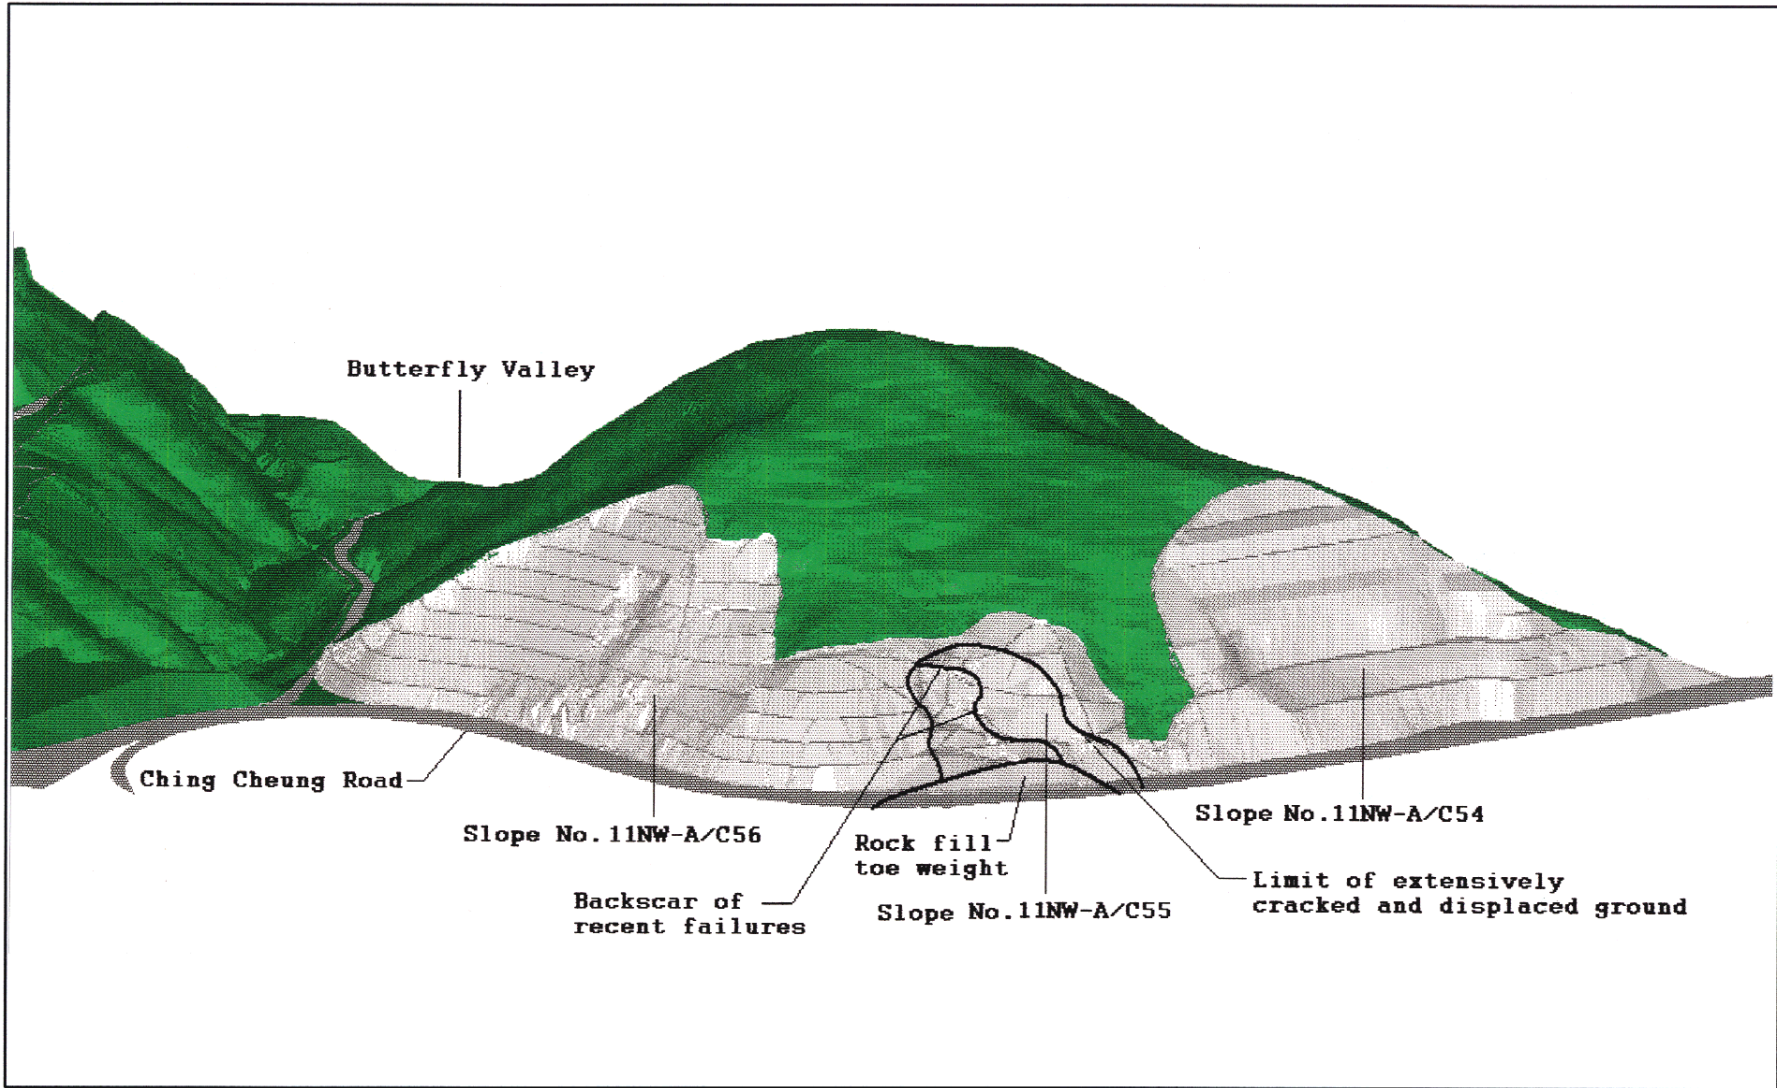 Butterfly Valley
Ching Cheung Road
Slope No.11NW-A/C56
Rock fill
toe weight
Slope No.11NW-A/C54
Backscar of
recent failures
Slope No.11NW-A/C55
Limit of extensively
cracked and displaced ground